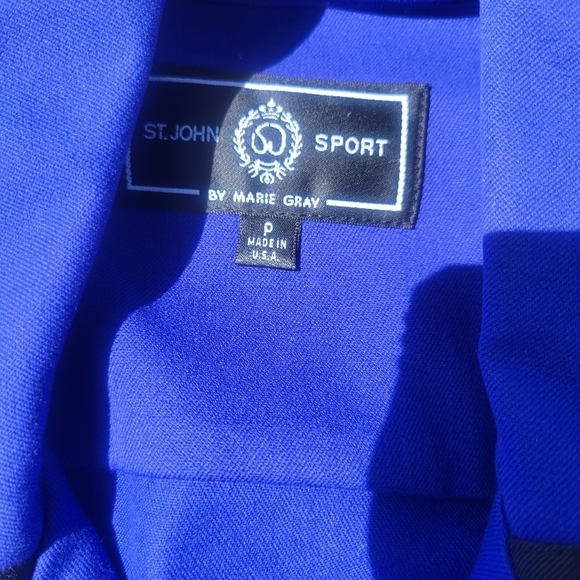 ST. JOHN SPORT
BY MARIE GRAY
P
MADE IN
U.S.A.